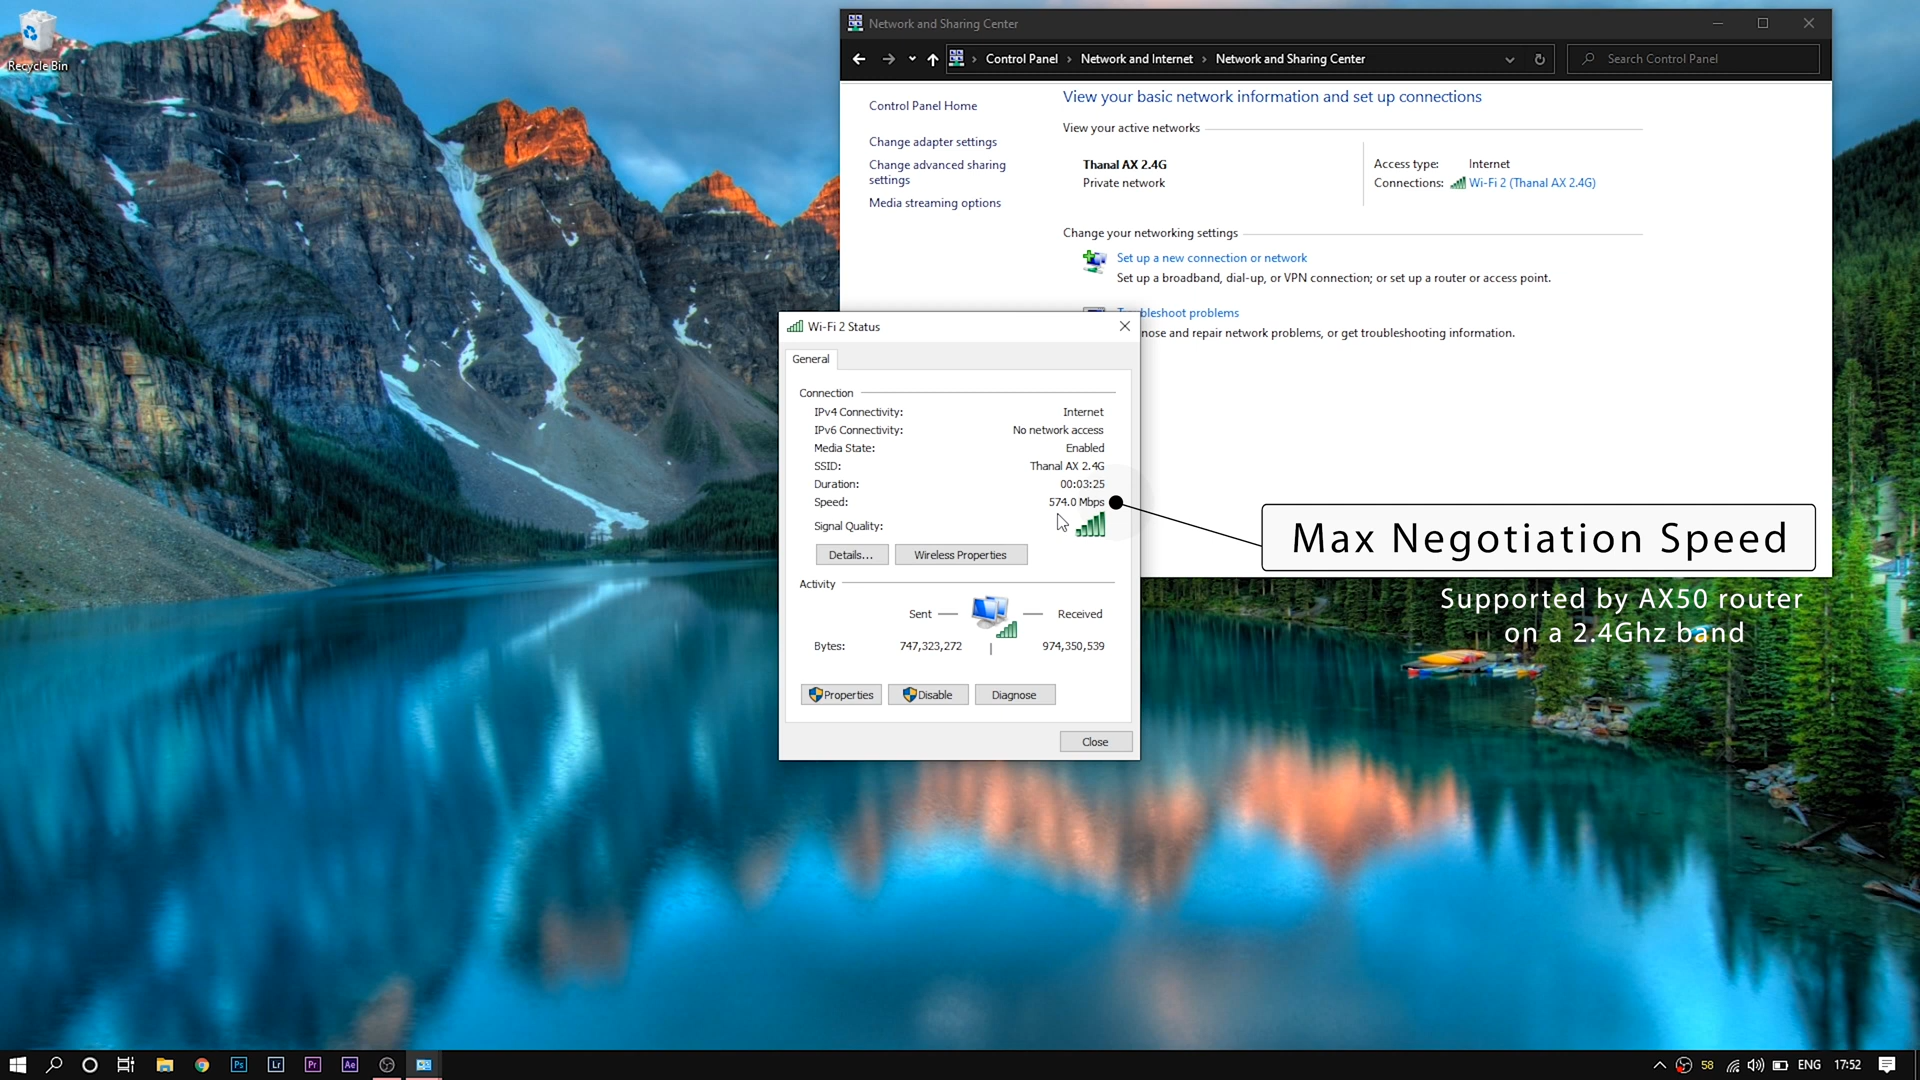 Recycle Bin
Network and Sharing Center
Control Panel
Network and Internet
Network and Sharing Center
Search Control Panel
Control Panel Home
Change adapter settings
Change advanced sharing
settings
Media streaming options
View your basic network information and set up connections
View your active networks
Thanal AX 2.4G
Private network
Access type: Internet
Connections: Wi-Fi 2 (Thanal AX 2.4G)
Change your networking settings
Set up a new connection or network
Set up a broadband, dial-up, or VPN connection; or set up a router or access point.
bleshoot problems
nose and repair network problems, or get troubleshooting information.
Wi-Fi 2 Status
General
Connection
IPv4 Connectivity: Internet
IPv6 Connectivity: No network access
Media State: Enabled
SSID: Thanal AX 2.4G
Duration: 00:03:25
Speed: 574.0 Mbps
Signal Quality:
Details...
Wireless Properties
Activity
Sent
Received
Bytes: 747,323,272 974,350,539
Properties
Disable
Diagnose
Close
Max Negotiation Speed
Supported by AX50 router
on a 2.4Ghz band
Ps
Lr
Pr
Ae
58
ENG
17:52